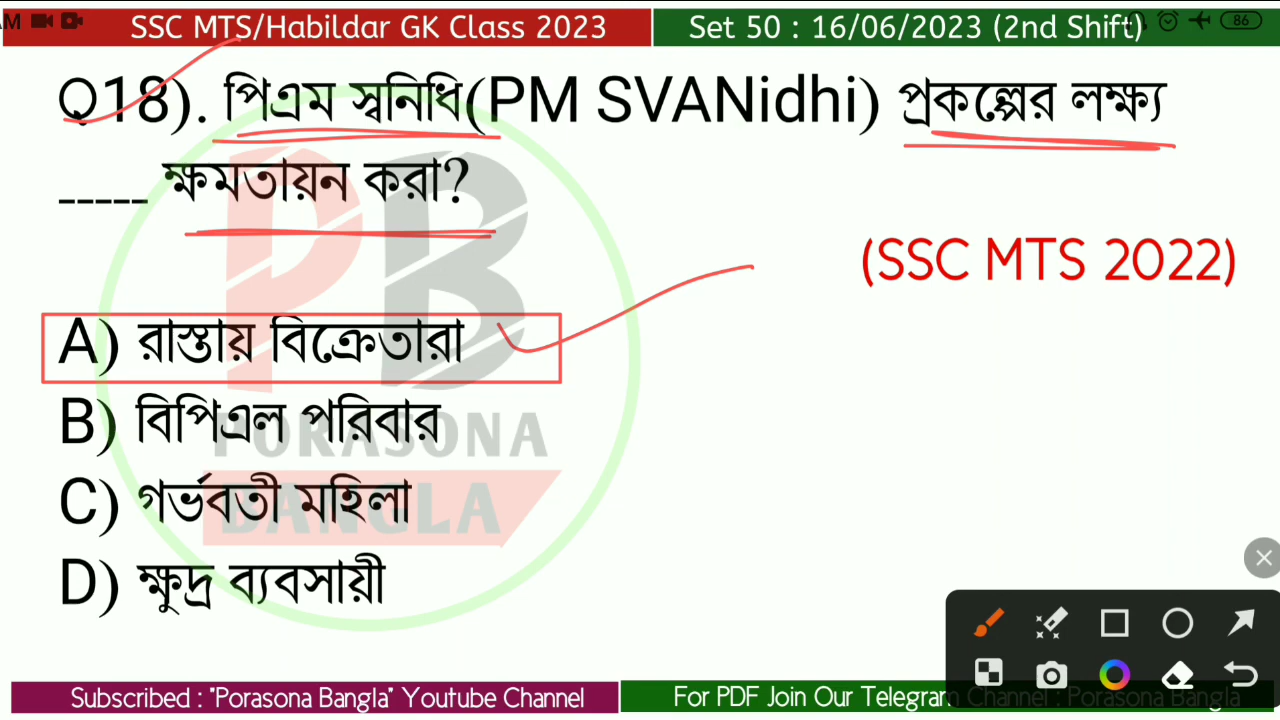 SSC MTS/Habildar GK Class 2023
Set 50 : 16/06/2023 (2nd Shift)
86
Q18). পিএম স্বনিধি(PM SVANidhi) প্রকল্পের লক্ষ্য
_____ ক্ষমতায়ন করা?
(SSC MTS 2022)
A) রাস্তায় বিক্রেতারা
B) বিপিএল পরিবার
C) গর্ভবতী মহিলা
D) ক্ষুদ্র ব্যবসায়ী
PB
PORASONA
BANGLA
Subscribed : "Porasona Bangla" Youtube Channel
For PDF Join Our Telegram Channel : Porasona Bangla